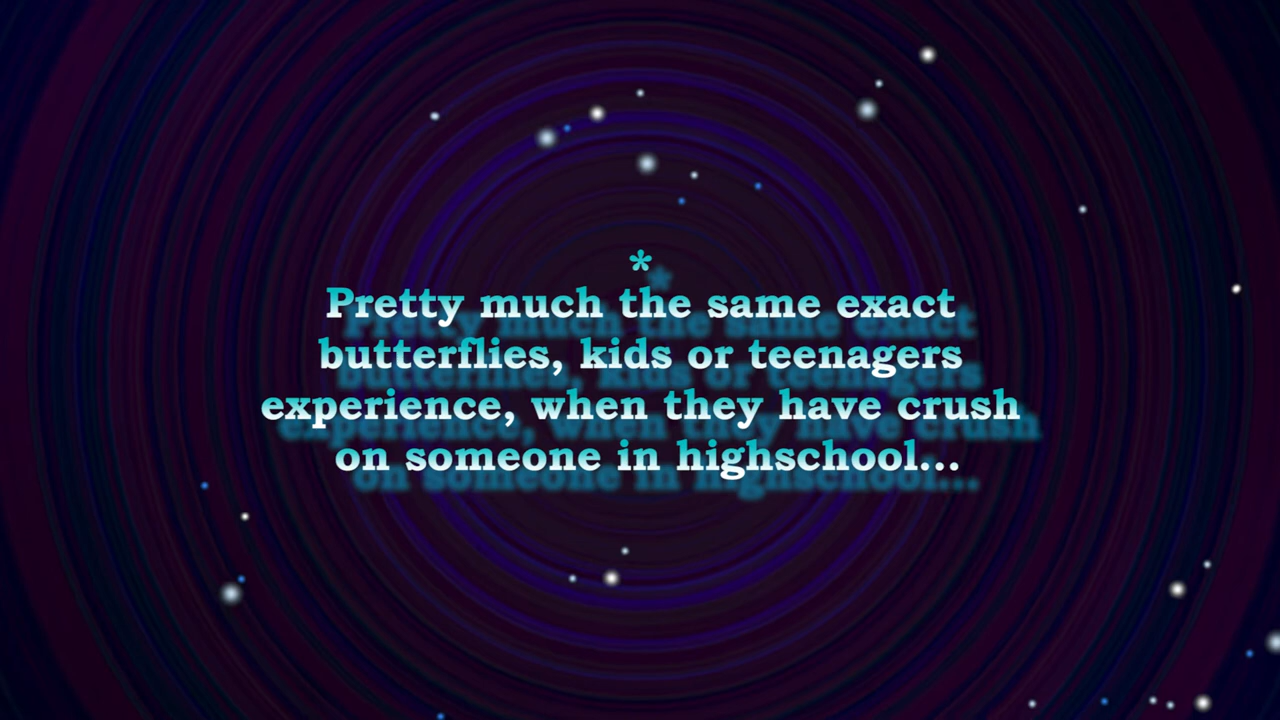 *
Pretty much the same exact
butterflies, kids or teenagers
experience, when they have crush
on someone in highschool...